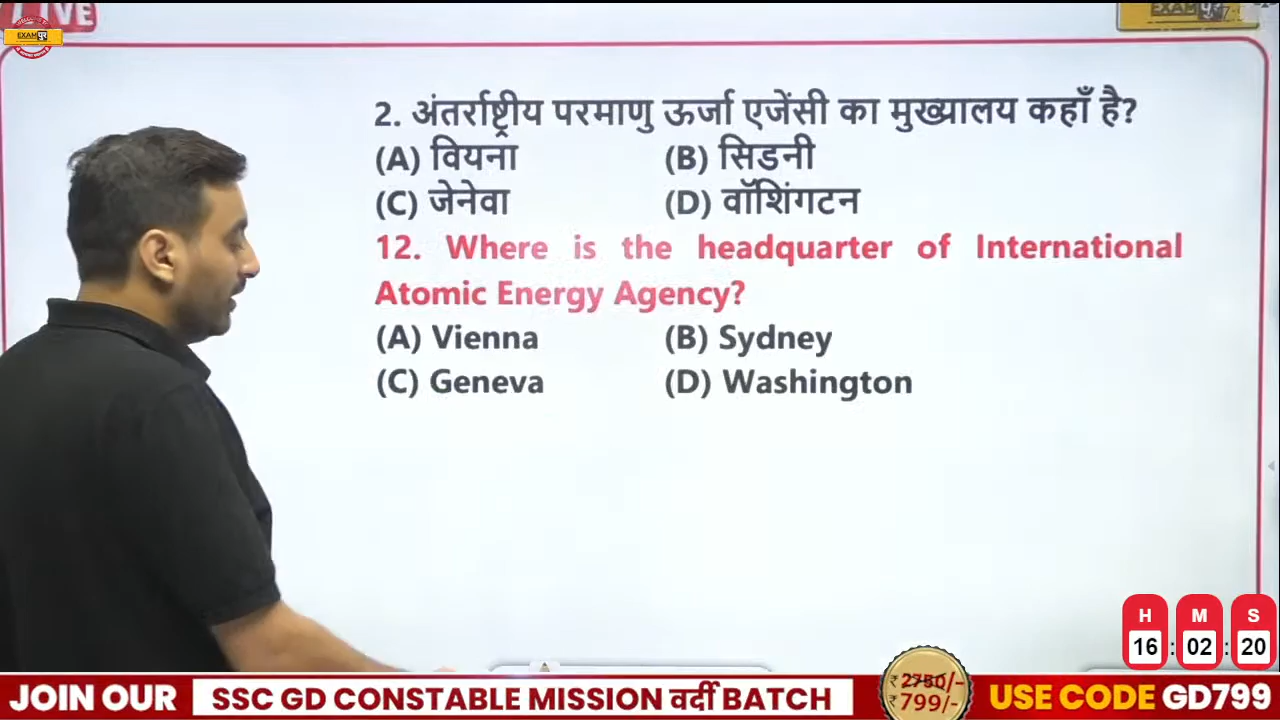 LIVE
EXAMपुर
EXAMपुर
2. अंतर्राष्ट्रीय परमाणु ऊर्जा एजेंसी का मुख्यालय कहाँ है?
(A) वियना (B) सिडनी
(C) जेनेवा (D) वॉशिंगटन
12. Where is the headquarter of International
Atomic Energy Agency?
(A) Vienna (B) Sydney
(C) Geneva (D) Washington
H M S
16 : 02 : 20
JOIN OUR SSC GD CONSTABLE MISSION वर्दी BATCH ₹2750/- ₹799/- USE CODE GD799